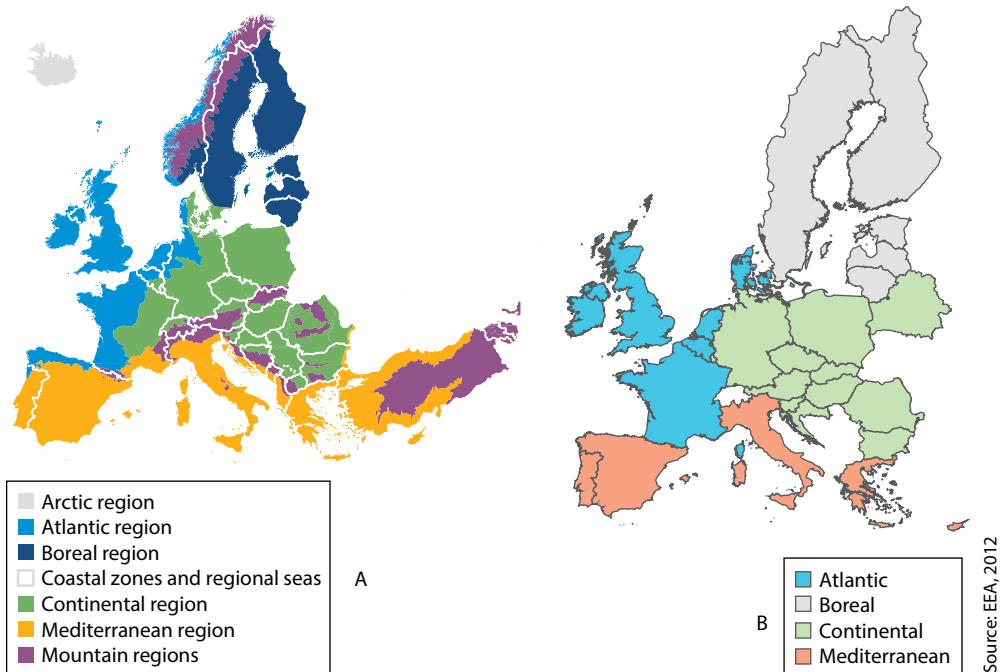 Arctic region
Atlantic region
Boreal region
Coastal zones and regional seas
Continental region
Mediterranean region
Mountain regions
A
B
Atlantic
Boreal
Continental
Mediterranean
Source: EEA, 2012